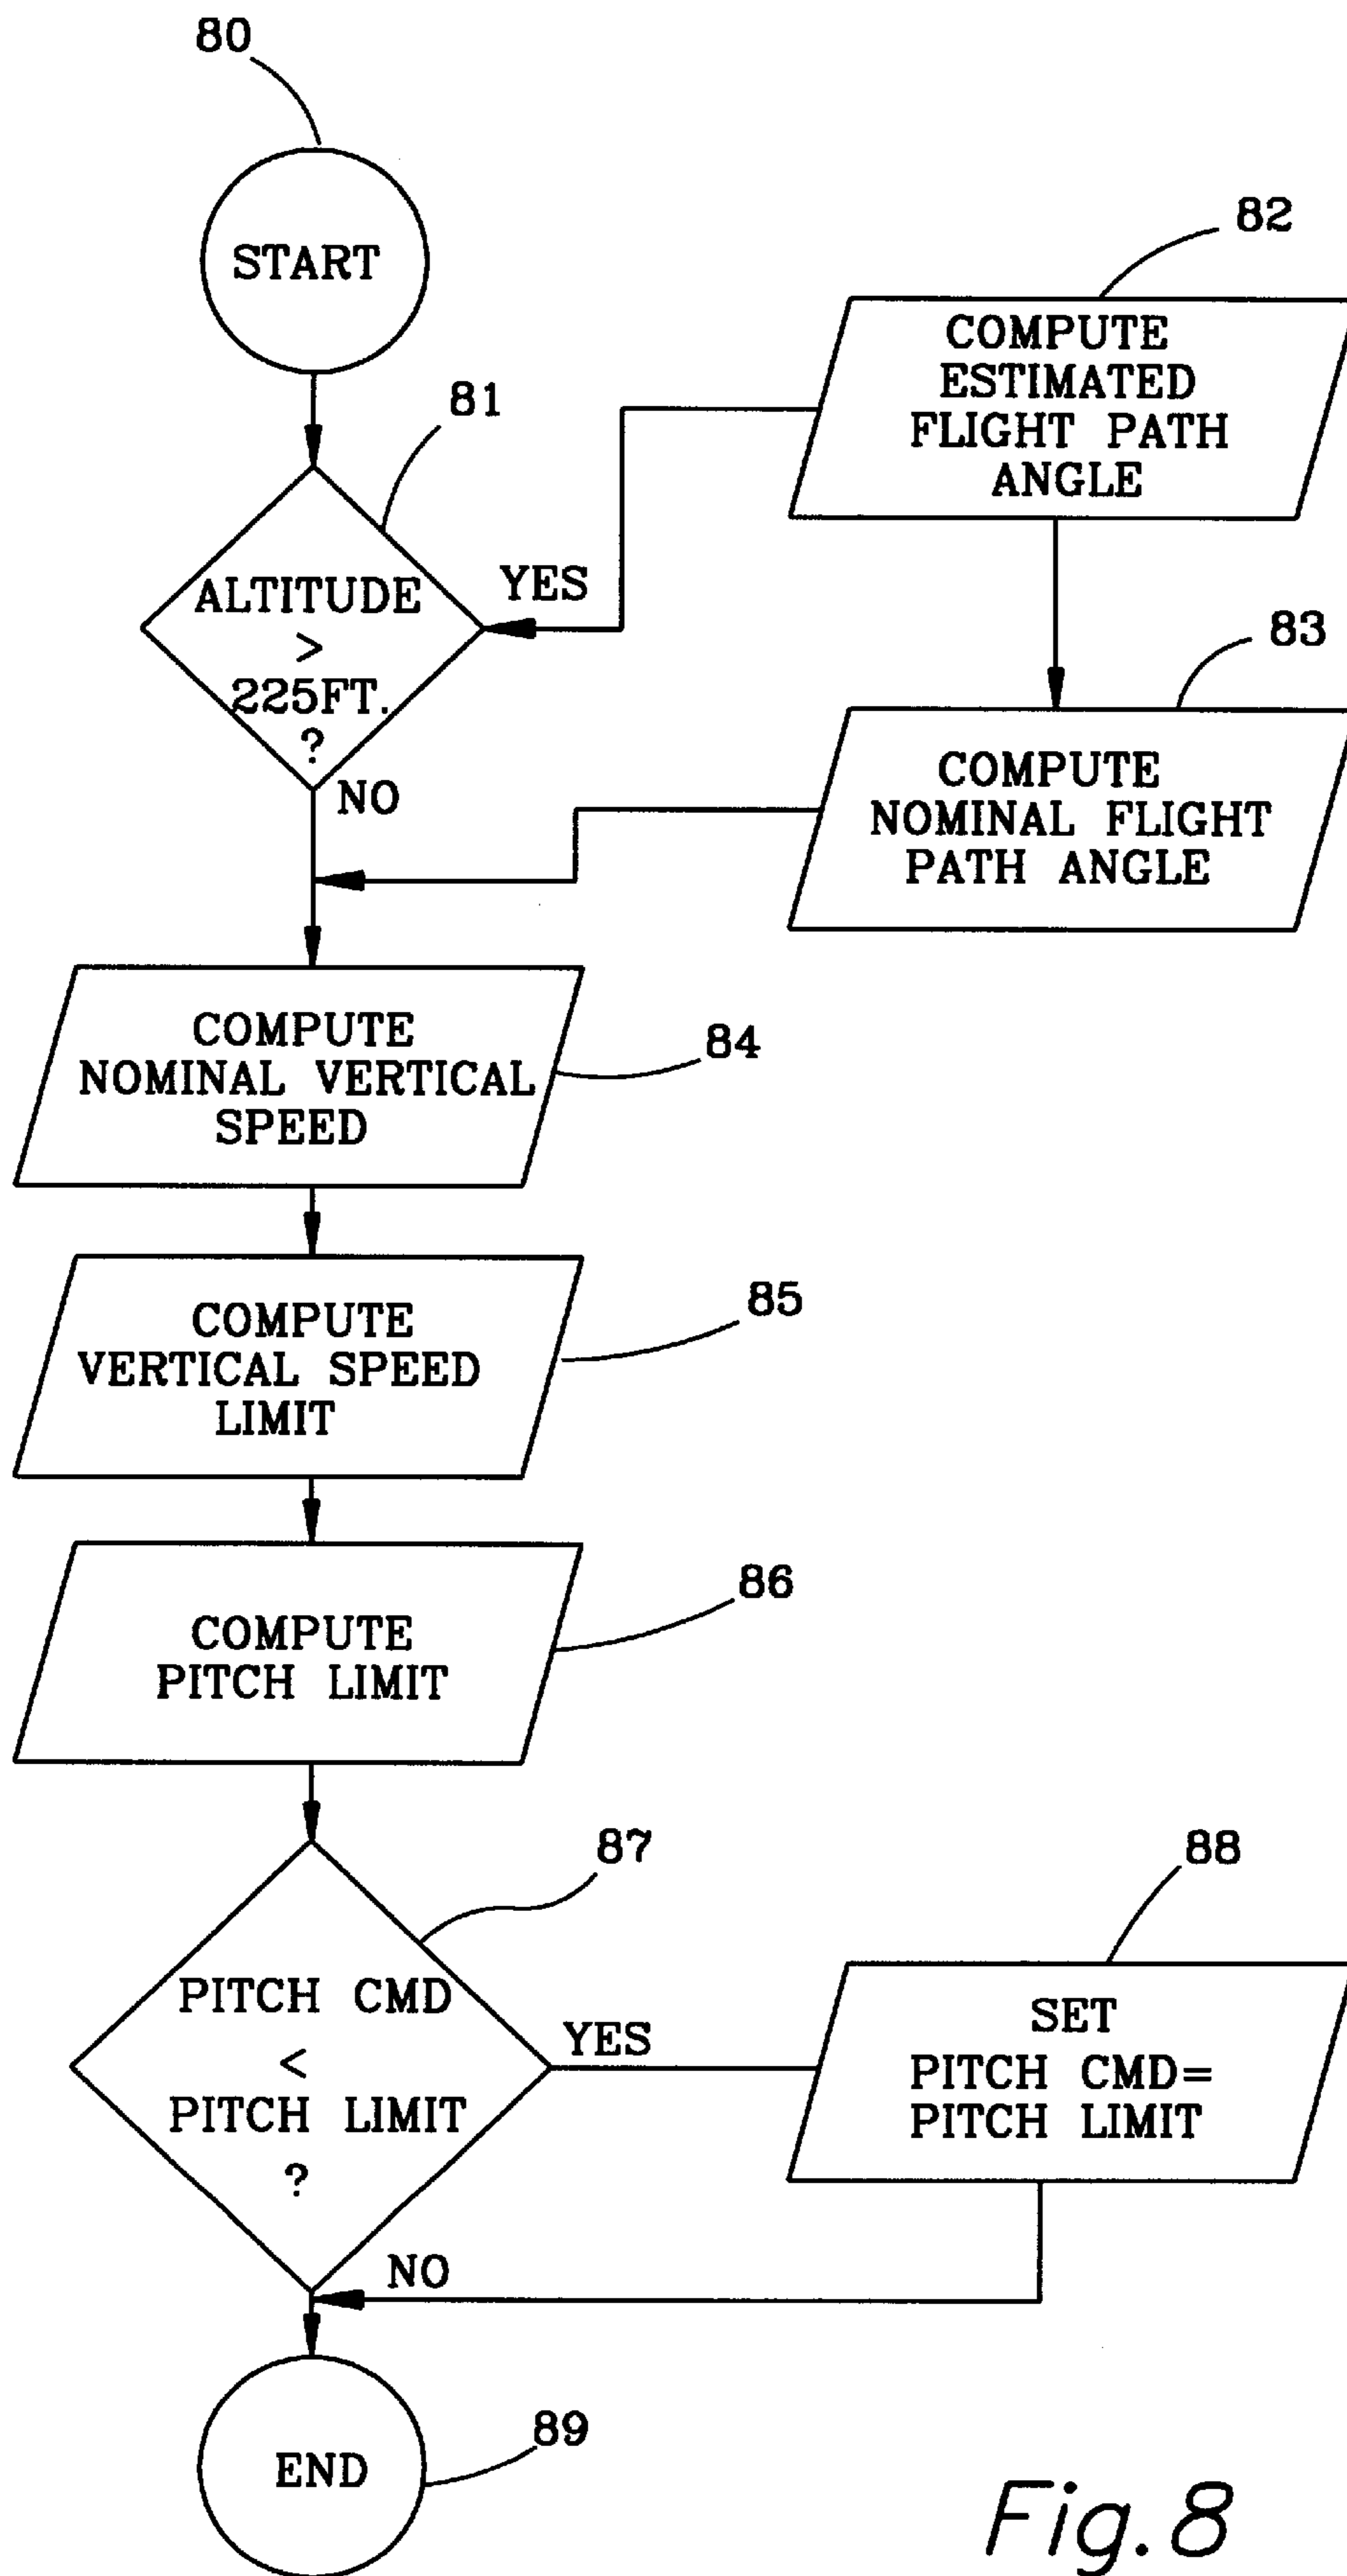 80
START
82
COMPUTE
ESTIMATED
FLIGHT PATH
ANGLE
81
YES
ALTITUDE
>
225FT.
?
NO
83
COMPUTE
NOMINAL FLIGHT
PATH ANGLE
COMPUTE
NOMINAL VERTICAL
SPEED
84
COMPUTE
VERTICAL SPEED
LIMIT
85
COMPUTE
PITCH LIMIT
86
87
PITCH CMD
<
PITCH LIMIT
?
YES
NO
88
SET
PITCH CMD=
PITCH LIMIT
END
89
Fig.8